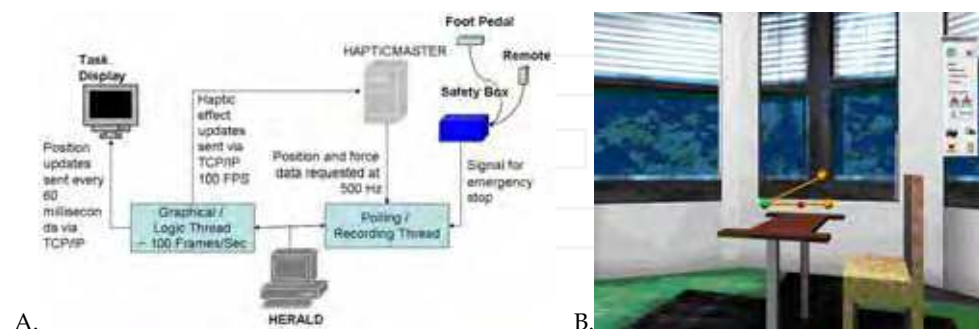 Foot Pedal
HAPTICMASTER
Remote
Task
Display
Safety Box
Haptic
effect
updates
sent via
TCP/IP
100 FPS
Position
updates
sent every
60
millisecon
ds via
TCP/IP
Position and force
data requested at
500 Hz
Signal for
emergency
stop
Graphical /
Logic Thread
~ 100 Frames/Sec
Polling /
Recording Thread
HERALD
A.
B.